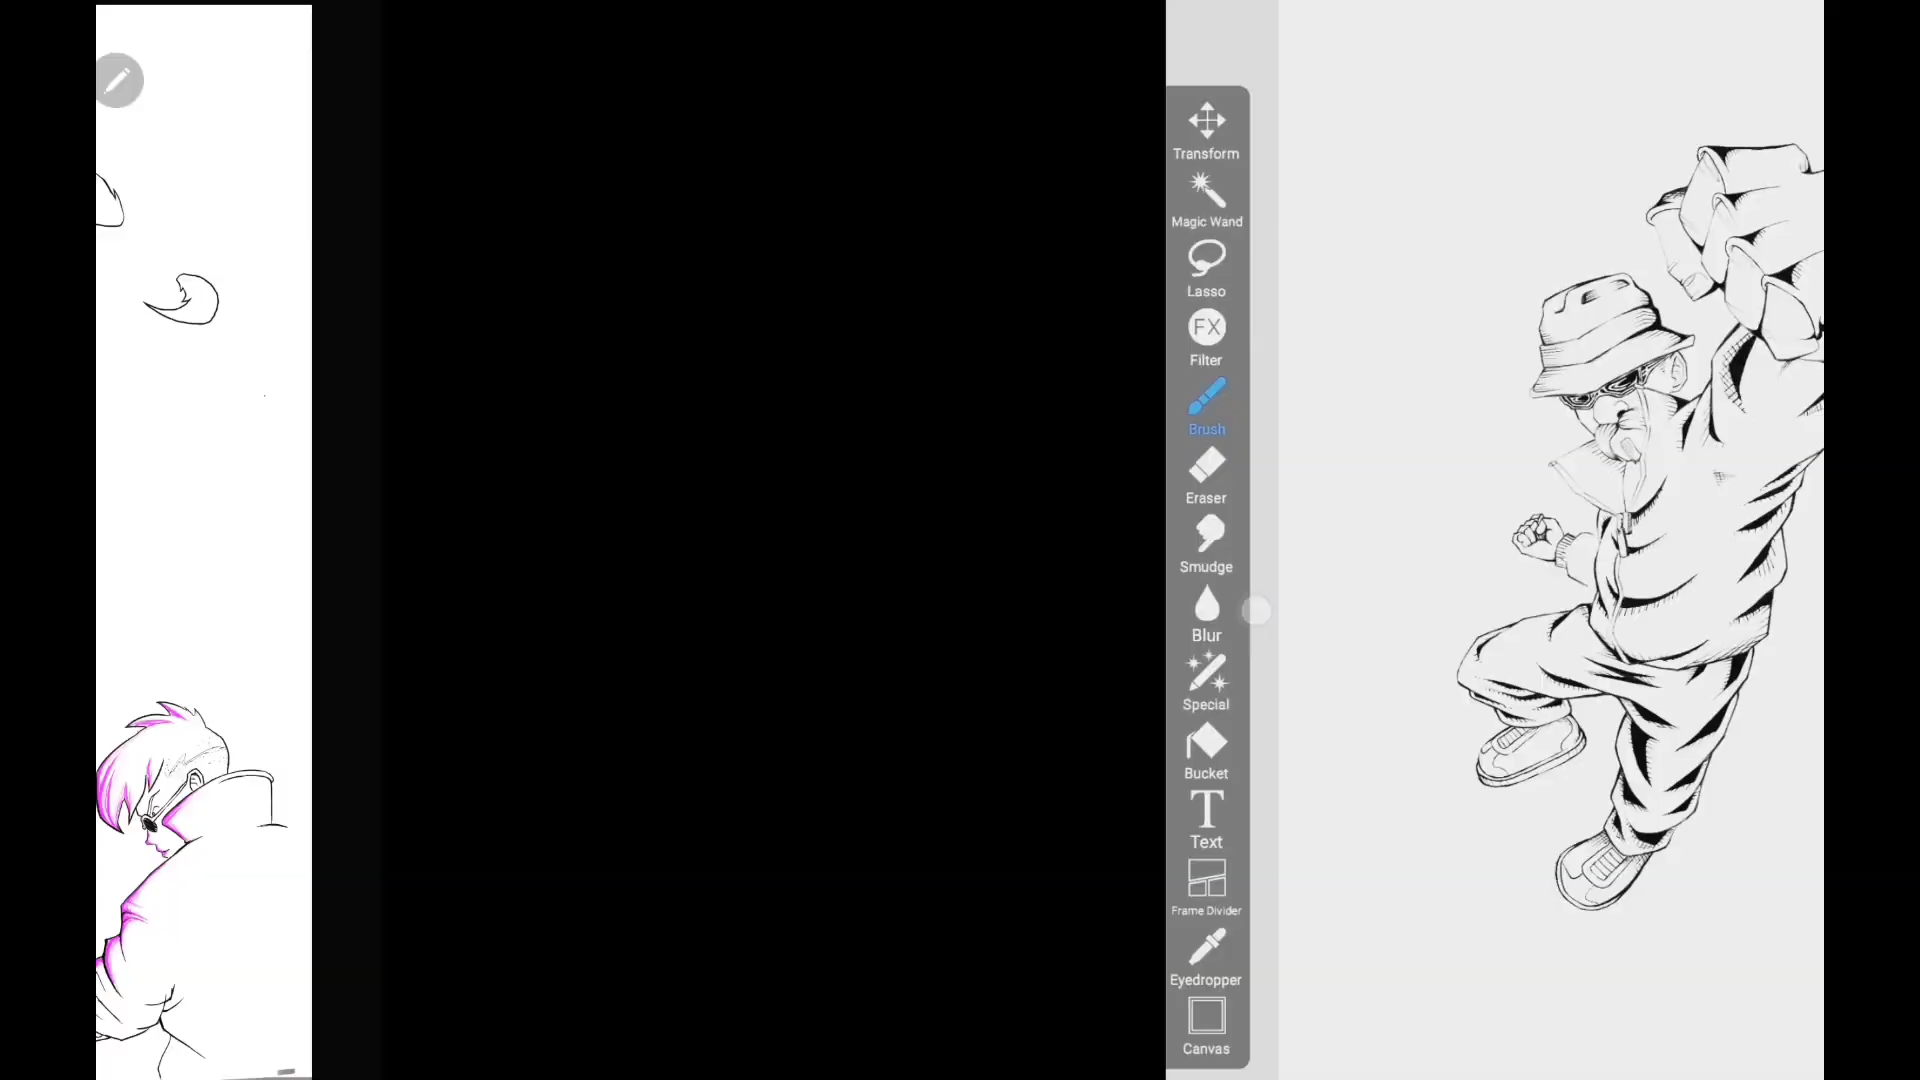 Transform
Magic Wand
Lasso
FX
Filter
Brush
Eraser
Smudge
Blur
Special
Bucket
T
Text
Frame Divider
Eyedropper
Canvas